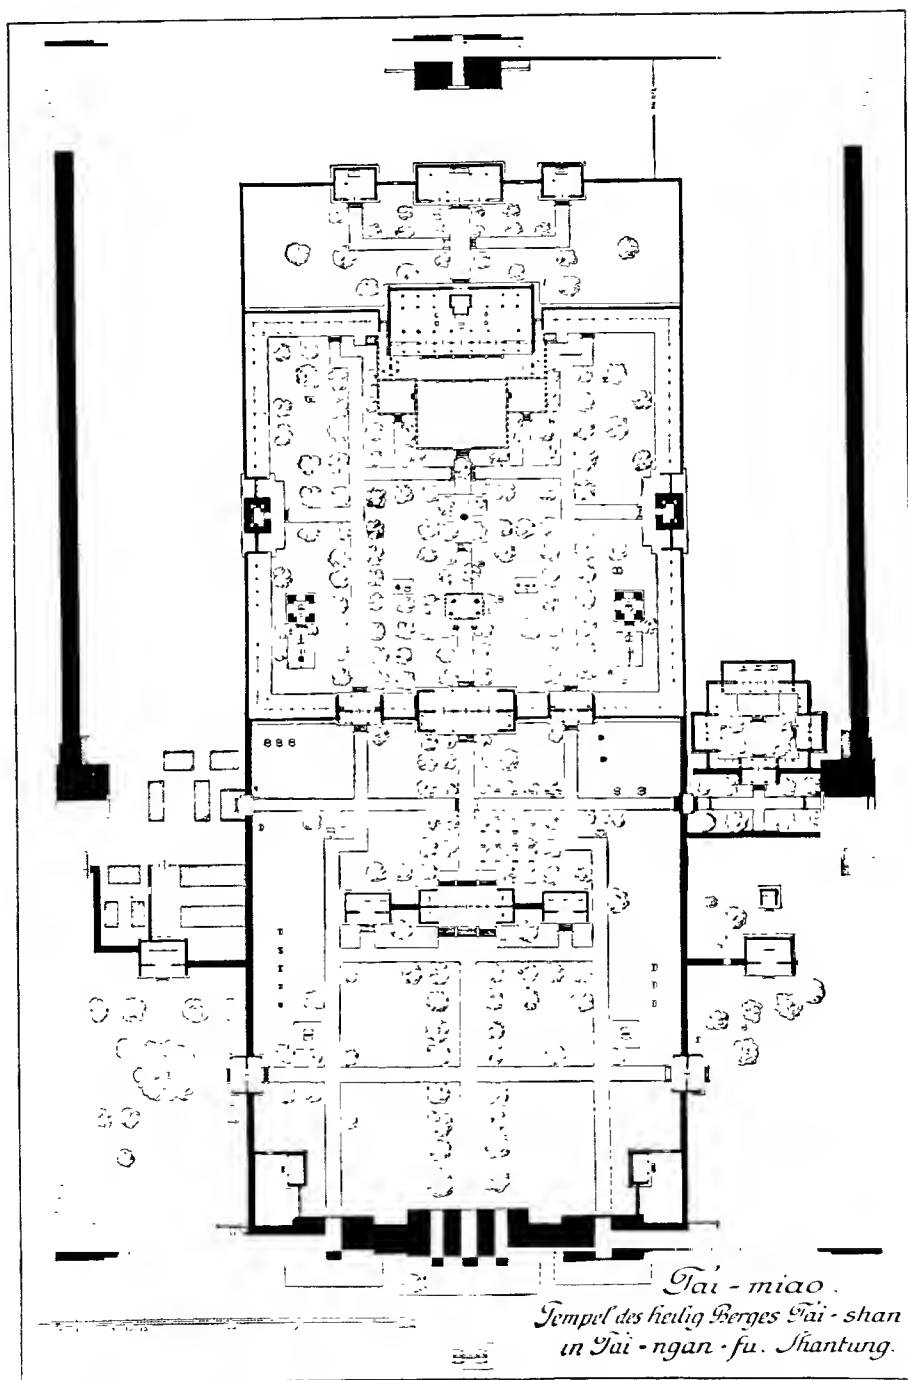 Tai - miao.
Tempel des heilig Berges Tai - shan
in Tai - ngan - fu. Shantung.